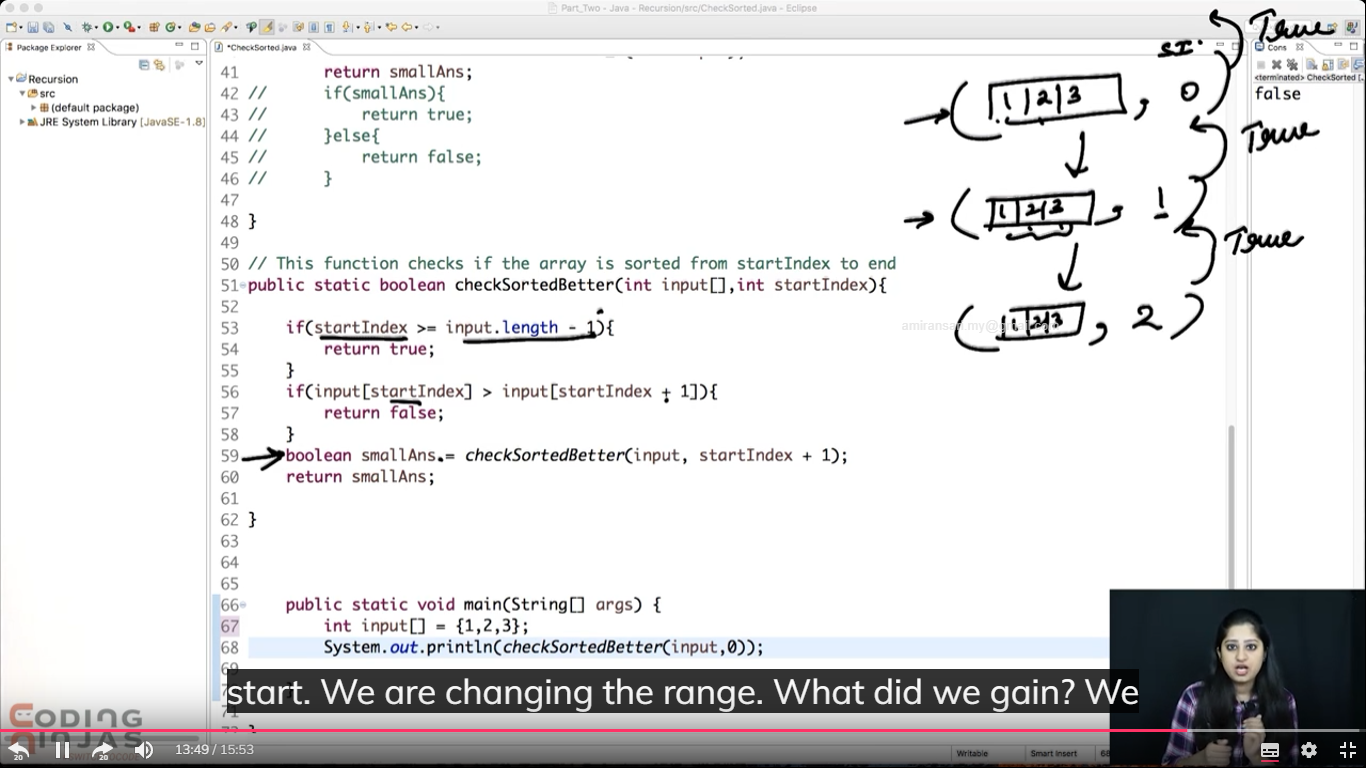 Part_Two - Java - Recursion/src/CheckSorted.java - Eclipse
Package Explorer
*CheckSorted.java
Cons
Recursion
src
(default package)
JRE System Library [JavaSE-1.8]
<terminated> CheckSorted [
false
41 return smallAns;
42 // if(smallAns){
43 // return true;
44 // }else{
45 // return false;
46 // }
47
48 }
49
50 // This function checks if the array is sorted from startIndex to end
51 public static boolean checkSortedBetter(int input[],int startIndex){
52
53 if(startIndex >= input.length - 1){
54 return true;
55 }
56 if(input[startIndex] > input[startIndex + 1]){
57 return false;
58 }
59 boolean smallAns = checkSortedBetter(input, startIndex + 1);
60 return smallAns;
61
62 }
63
64
65
66 public static void main(String[] args) {
67 int input[] = {1,2,3};
68 System.out.println(checkSortedBetter(input,0));
69
71
S.I.
True
( 1|2|3 , 0 )
True
( 1|2|3 , 1 )
True
( 1|2|3 , 2 )
start. We are changing the range. What did we gain? We
CODING
NINJAS
20
20
13:49 / 15:53
Writable
Smart Insert